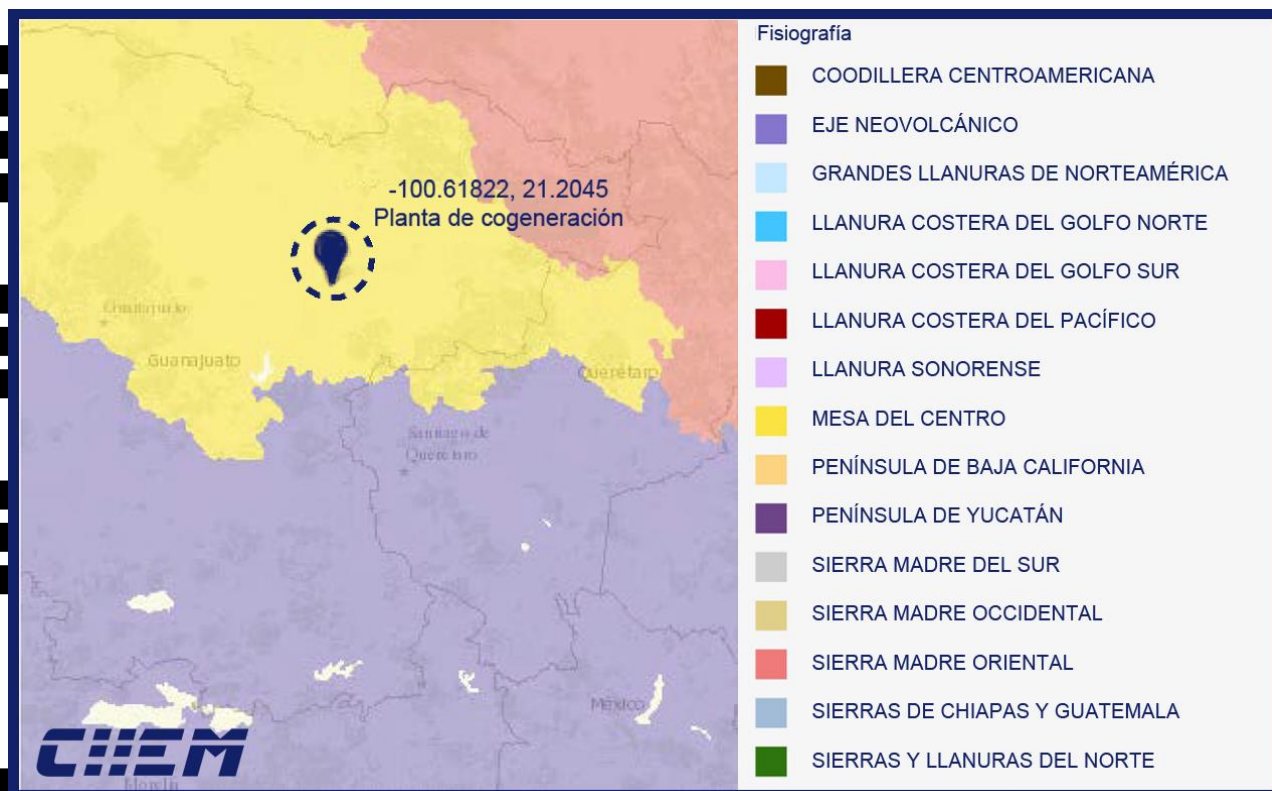 Fisiografía
COODILLERA CENTROAMERICANA
EJE NEOVOLCÁNICO
GRANDES LLANURAS DE NORTEAMÉRICA
LLANURA COSTERA DEL GOLFO NORTE
LLANURA COSTERA DEL GOLFO SUR
LLANURA COSTERA DEL PACÍFICO
LLANURA SONORENSE
MESA DEL CENTRO
PENÍNSULA DE BAJA CALIFORNIA
PENÍNSULA DE YUCATÁN
SIERRA MADRE DEL SUR
SIERRA MADRE OCCIDENTAL
SIERRA MADRE ORIENTAL
SIERRAS DE CHIAPAS Y GUATEMALA
SIERRAS Y LLANURAS DEL NORTE
-100.61822, 21.2045
Planta de cogeneración
Guanajuato
Guanajuato
Querétaro
Santiago de
Querétaro
México
CIIEM
Morelia